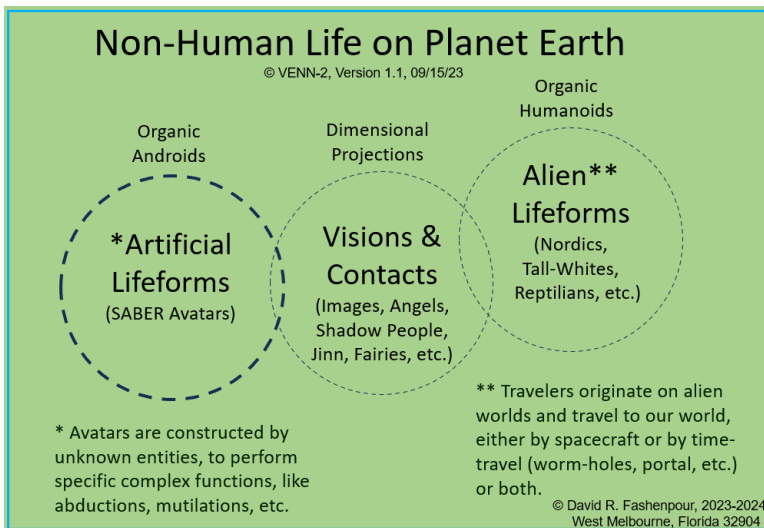 Non-Human Life on Planet Earth
© VENN-2, Version 1.1, 09/15/23
Organic
Androids
*Artificial
Lifeforms
(SABER Avatars)
Dimensional
Projections
Visions &
Contacts
(Images, Angels,
Shadow People,
Jinn, Fairies, etc.)
Organic
Humanoids
Alien**
Lifeforms
(Nordics,
Tall-Whites,
Reptilians, etc.)
* Avatars are constructed by
unknown entities, to perform
specific complex functions, like
abductions, mutilations, etc.
** Travelers originate on alien
worlds and travel to our world,
either by spacecraft or by time-
travel (worm-holes, portal, etc.)
or both.
© David R. Fashenpour, 2023-2024
West Melbourne, Florida 32904